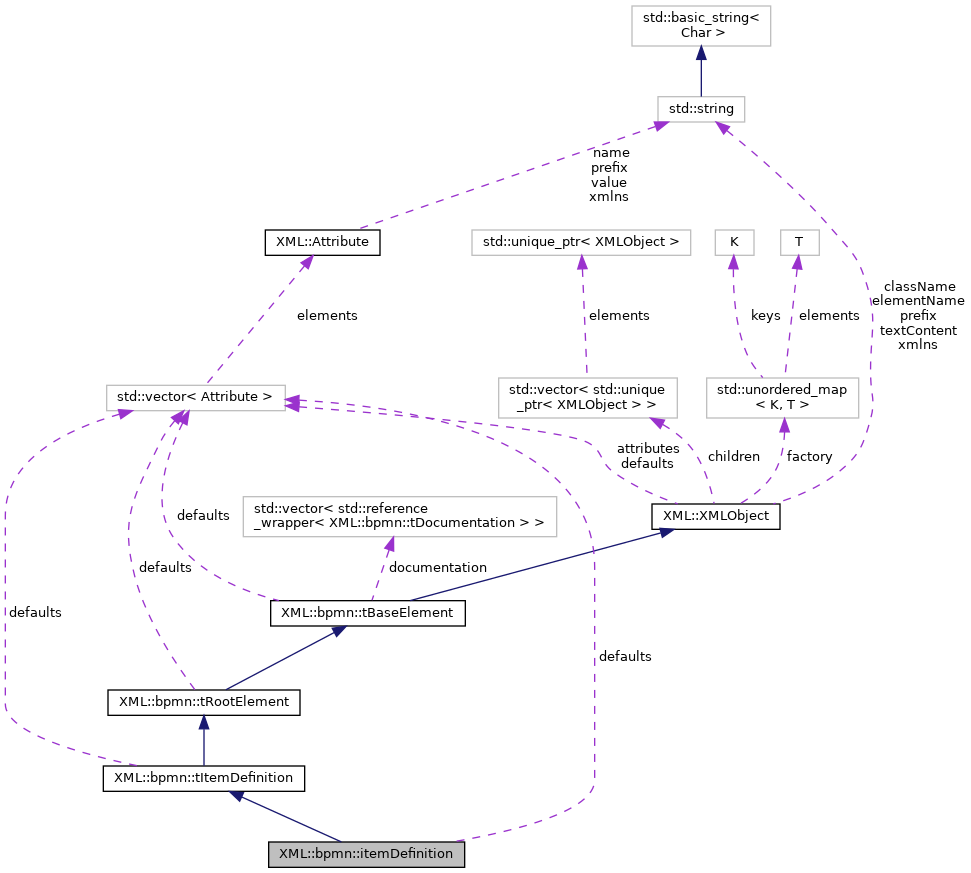 std::basic_string<
Char >
std::string
name
prefix
value
xmlns
XML::Attribute
std::unique_ptr< XMLObject >
K
T
className
elementName
prefix
textContent
xmlns
elements
elements
keys
elements
std::vector< Attribute >
std::vector< std::unique
_ptr< XMLObject > >
std::unordered_map
< K, T >
attributes
defaults
children
factory
std::vector< std::reference
_wrapper< XML::bpmn::tDocumentation > >
XML::XMLObject
defaults
defaults
documentation
defaults
XML::bpmn::tBaseElement
defaults
XML::bpmn::tRootElement
XML::bpmn::tItemDefinition
XML::bpmn::itemDefinition